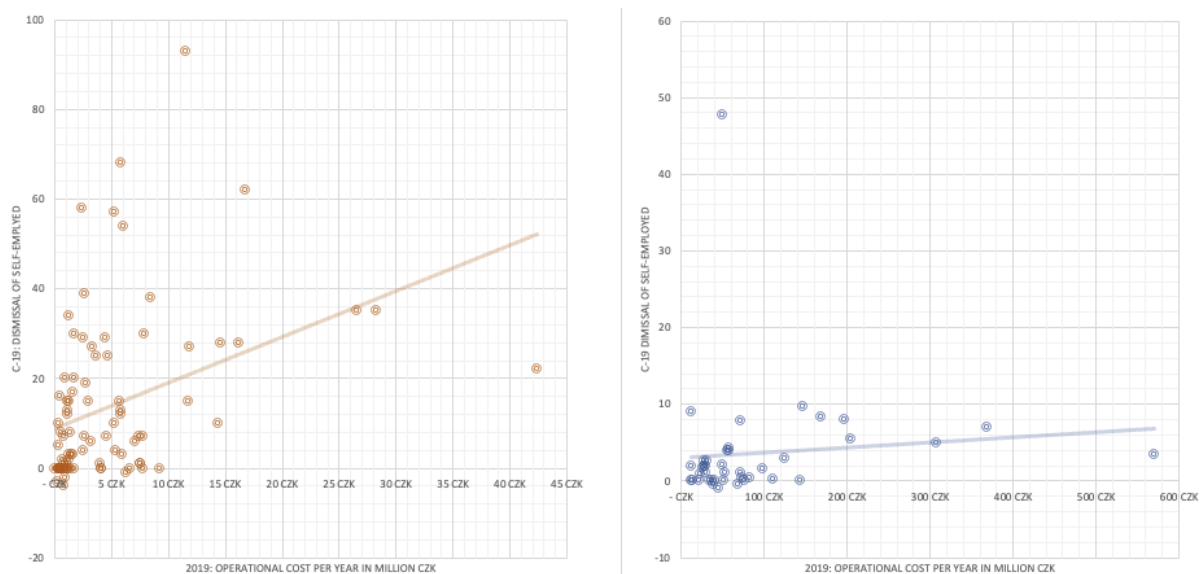 100
80
60
40
20
0
-20
C-19: DISMISSAL OF SELF-EMPLYED
- CZK
5 CZK
10 CZK
15 CZK
20 CZK
25 CZK
30 CZK
35 CZK
40 CZK
45 CZK
2019: OPERATIONAL COST PER YEAR IN MILLION CZK
60
50
40
30
20
10
0
-10
C-19 DIMISSAL OF SELF-EMPLOYED
- CZK
100 CZK
200 CZK
300 CZK
400 CZK
500 CZK
600 CZK
2019: OPERATIONAL COST PER YEAR IN MILLION CZK